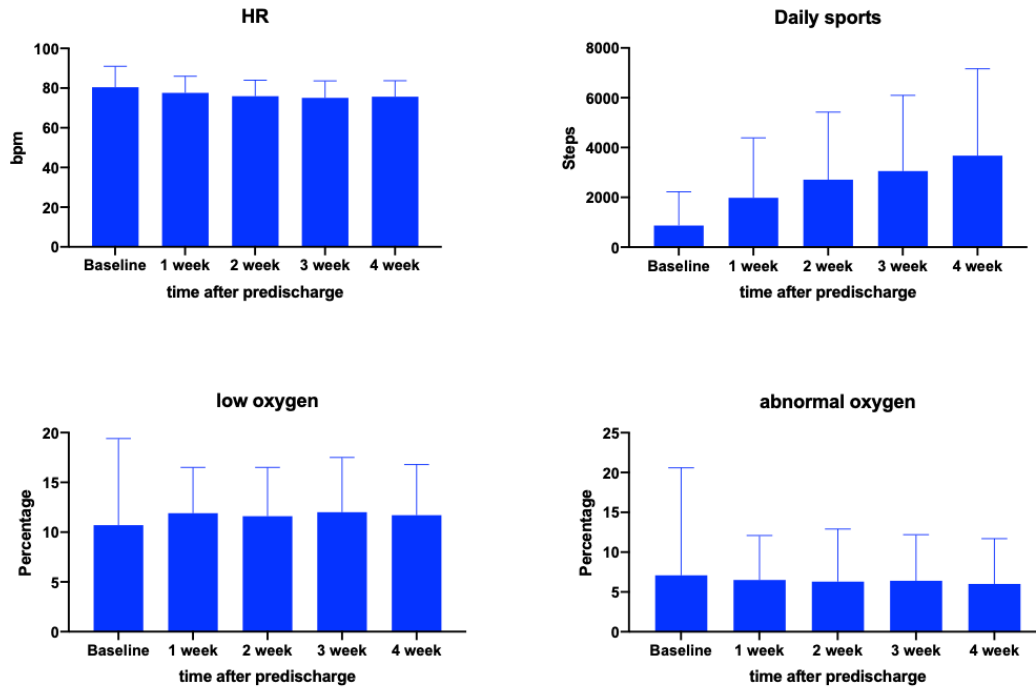 HR
100
80
60
40
20
0
bpm
Baseline 1 week 2 week 3 week 4 week
time after predischarge
Daily sports
8000
6000
4000
2000
0
Steps
Baseline 1 week 2 week 3 week 4 week
time after predischarge
low oxygen
20
15
10
5
0
Percentage
Baseline 1 week 2 week 3 week 4 week
time after predischarge
abnormal oxygen
25
20
15
10
5
0
Percentage
Baseline 1 week 2 week 3 week 4 week
time after predischarge